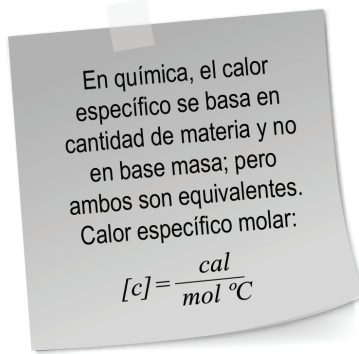 En química, el calor
específico se basa en
cantidad de materia y no
en base masa; pero
ambos son equivalentes.
Calor específico molar:
[c] = cal / mol ºC